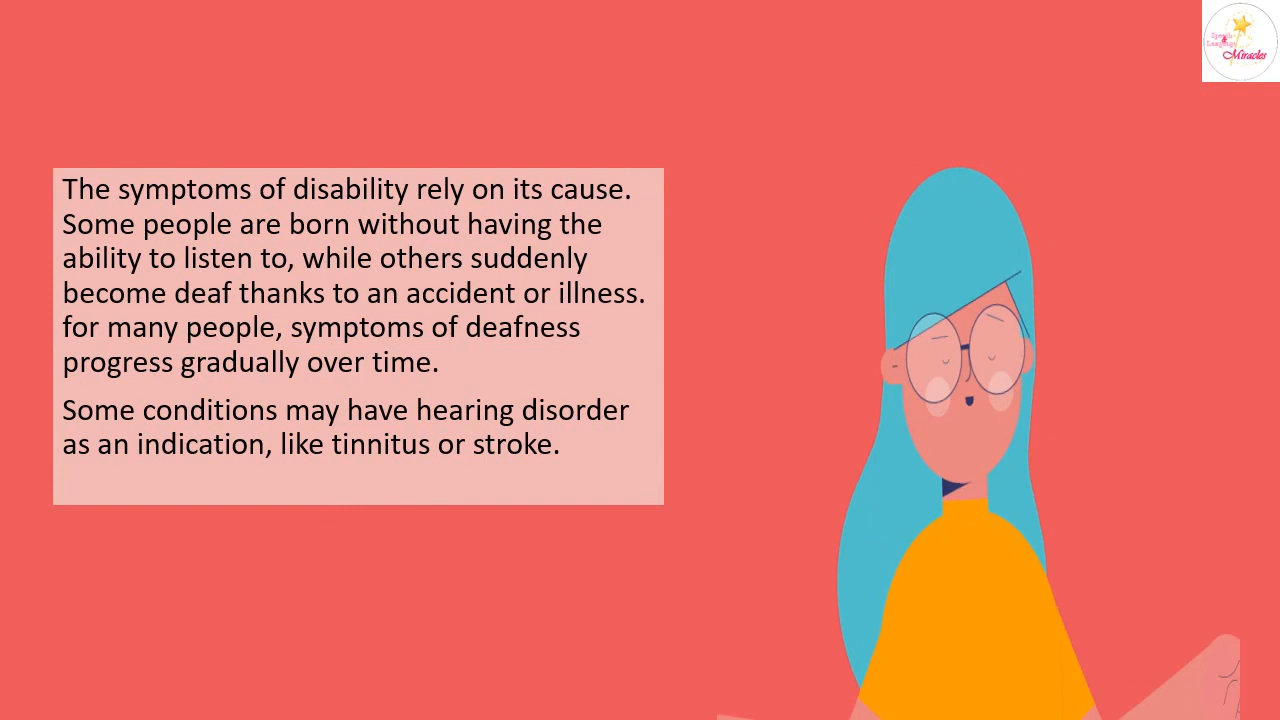 Speech
&
Language
Miracles
The symptoms of disability rely on its cause.
Some people are born without having the
ability to listen to, while others suddenly
become deaf thanks to an accident or illness.
for many people, symptoms of deafness
progress gradually over time.
Some conditions may have hearing disorder
as an indication, like tinnitus or stroke.